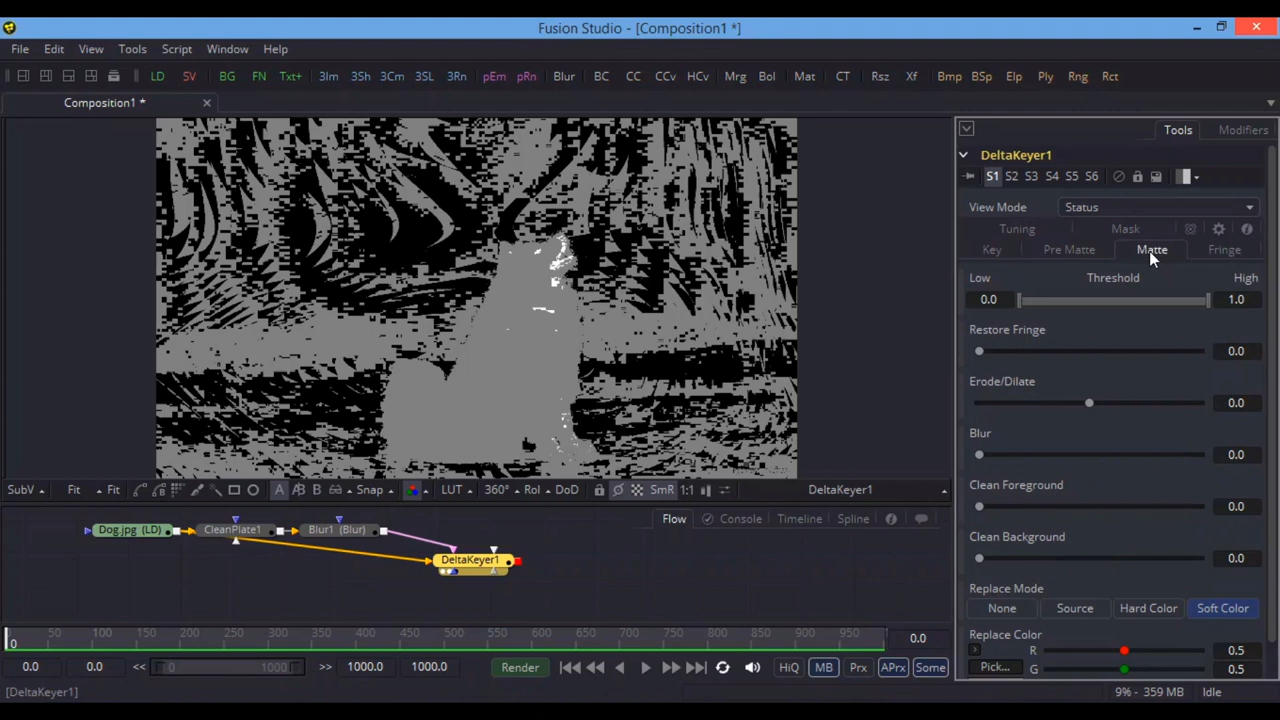 Fusion Studio - [Composition1 *]
File Edit View Tools Script Window Help
LD SV BG FN Txt+ 3Im 3Sh 3Cm 3SL 3Rn pEm pRn Blur BC CC CCv HCv Mrg Bol Mat CT Rsz Xf Bmp BSp Elp Ply Rng Rct
Composition1 *
Tools Modifiers
DeltaKeyer1
S1 S2 S3 S4 S5 S6
View Mode Status
Tuning Mask
Key Pre Matte Matte Fringe
Low Threshold High
0.0 1.0
Restore Fringe
0.0
Erode/Dilate
0.0
Blur
0.0
Clean Foreground
0.0
Clean Background
0.0
Replace Mode
None Source Hard Color Soft Color
Replace Color
R 0.5
Pick... G 0.5
SubV Fit Fit A B Snap LUT 360° RoI DoD SmR 1:1 DeltaKeyer1
Flow Console Timeline Spline
Dog.jpg (LD) CleanPlate1 Blur1 (Blur)
DeltaKeyer1
0 50 100 150 200 250 300 350 400 450 500 550 600 650 700 750 800 850 900 950 0.0
0.0 0.0 << 0 1000 >> 1000.0 1000.0 Render HiQ MB Prx APrx Some
[DeltaKeyer1] 9% - 359 MB Idle